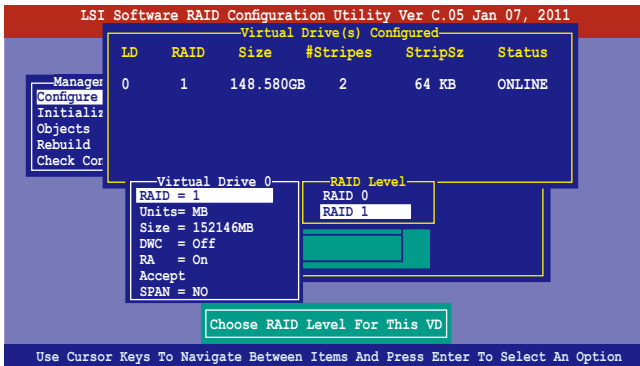 LSI Software RAID Configuration Utility Ver C.05 Jan 07, 2011
Virtual Drive(s) Configured
LD RAID Size #Stripes StripSz Status
0 1 148.580GB 2 64 KB ONLINE
Manager
Configure
Initializ
Objects
Rebuild
Check Con
Virtual Drive 0
RAID = 1
Units= MB
Size = 152146MB
DWC = Off
RA = On
Accept
SPAN = NO
RAID Level
RAID 0
RAID 1
Choose RAID Level For This VD
Use Cursor Keys To Navigate Between Items And Press Enter To Select An Option